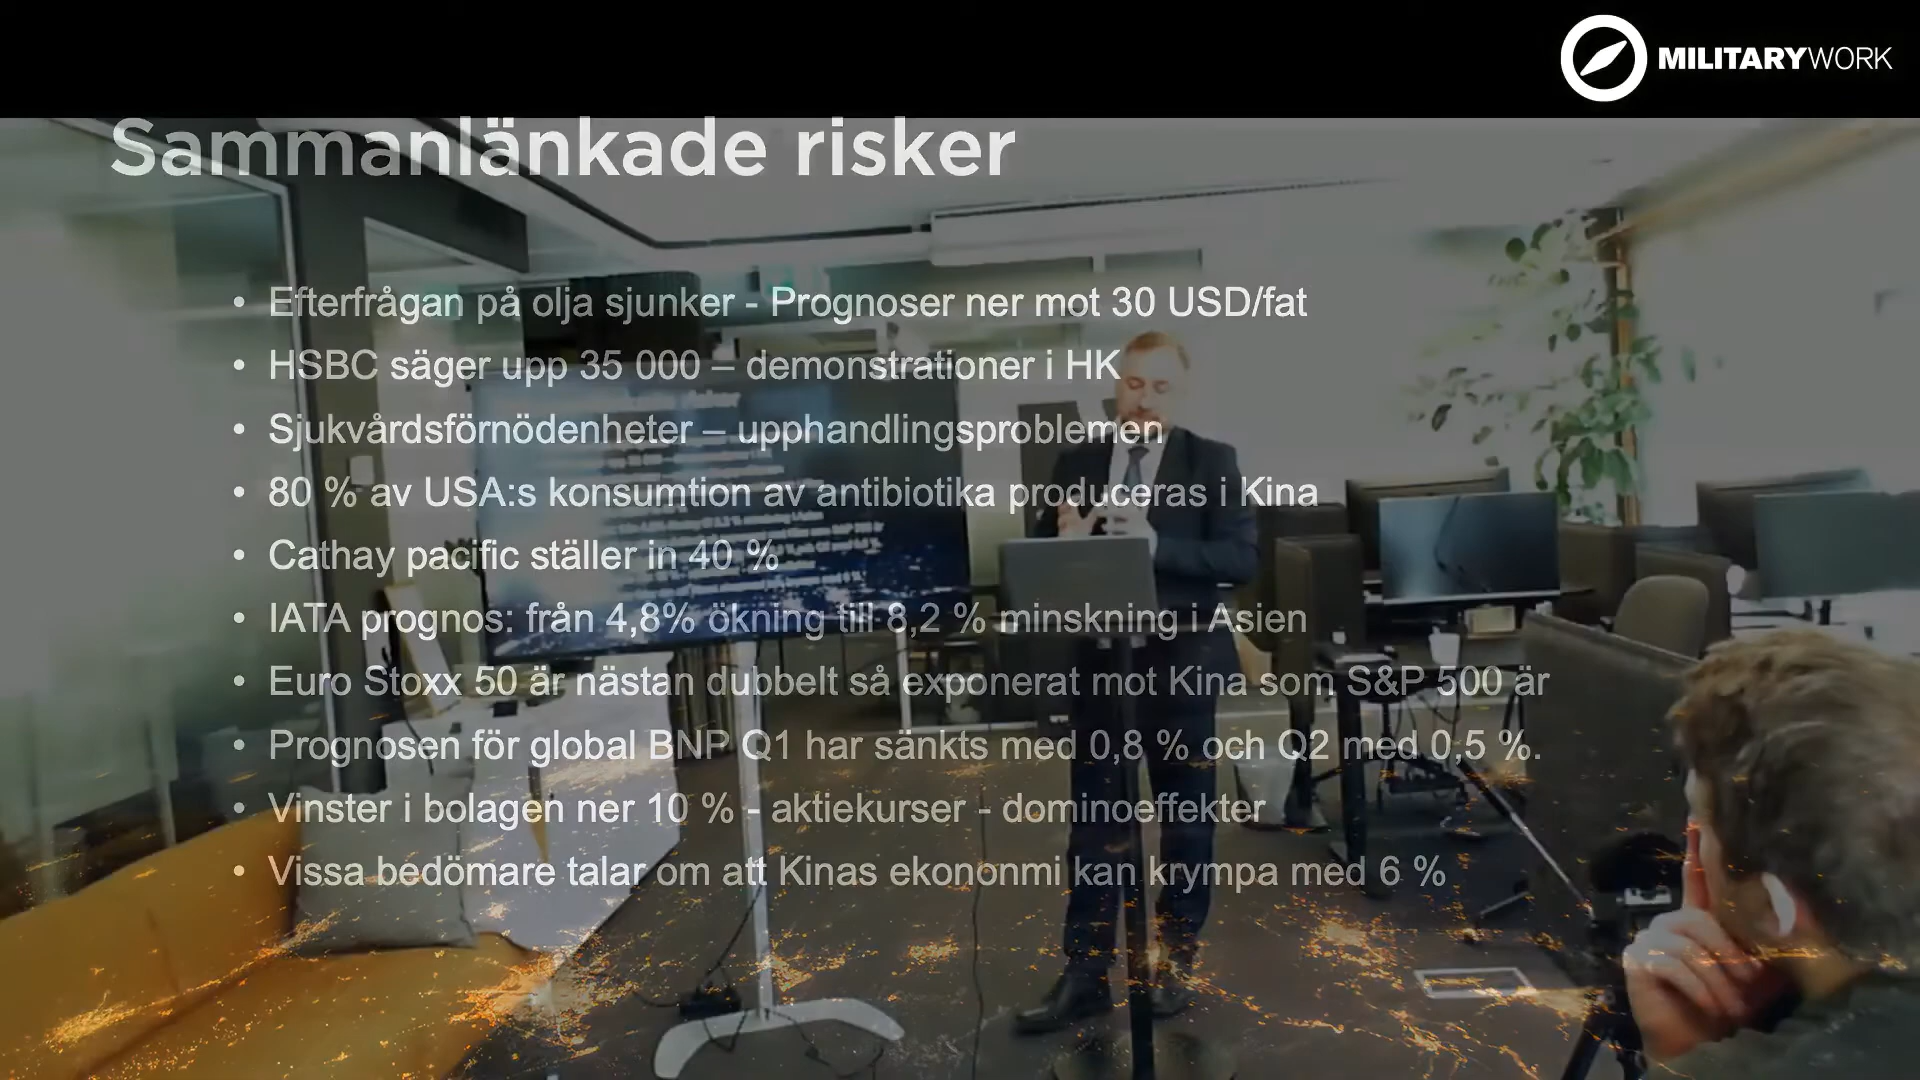 MILITARYWORK
Sammanlänkade risker
• Efterfrågan på olja sjunker - Prognoser ner mot 30 USD/fat
• HSBC säger upp 35 000 – demonstrationer i HK
• Sjukvårdsförnödenheter – upphandlingsproblemen
• 80 % av USA:s konsumtion av antibiotika produceras i Kina
• Cathay pacific ställer in 40 %
• IATA prognos: från 4,8% ökning till 8,2 % minskning i Asien
• Euro Stoxx 50 är nästan dubbelt så exponerat mot Kina som S&P 500 är
• Prognosen för global BNP Q1 har sänkts med 0,8 % och Q2 med 0,5 %.
• Vinster i bolagen ner 10 % - aktiekurser - dominoeffekter
• Vissa bedömare talar om att Kinas ekononmi kan krympa med 6 %